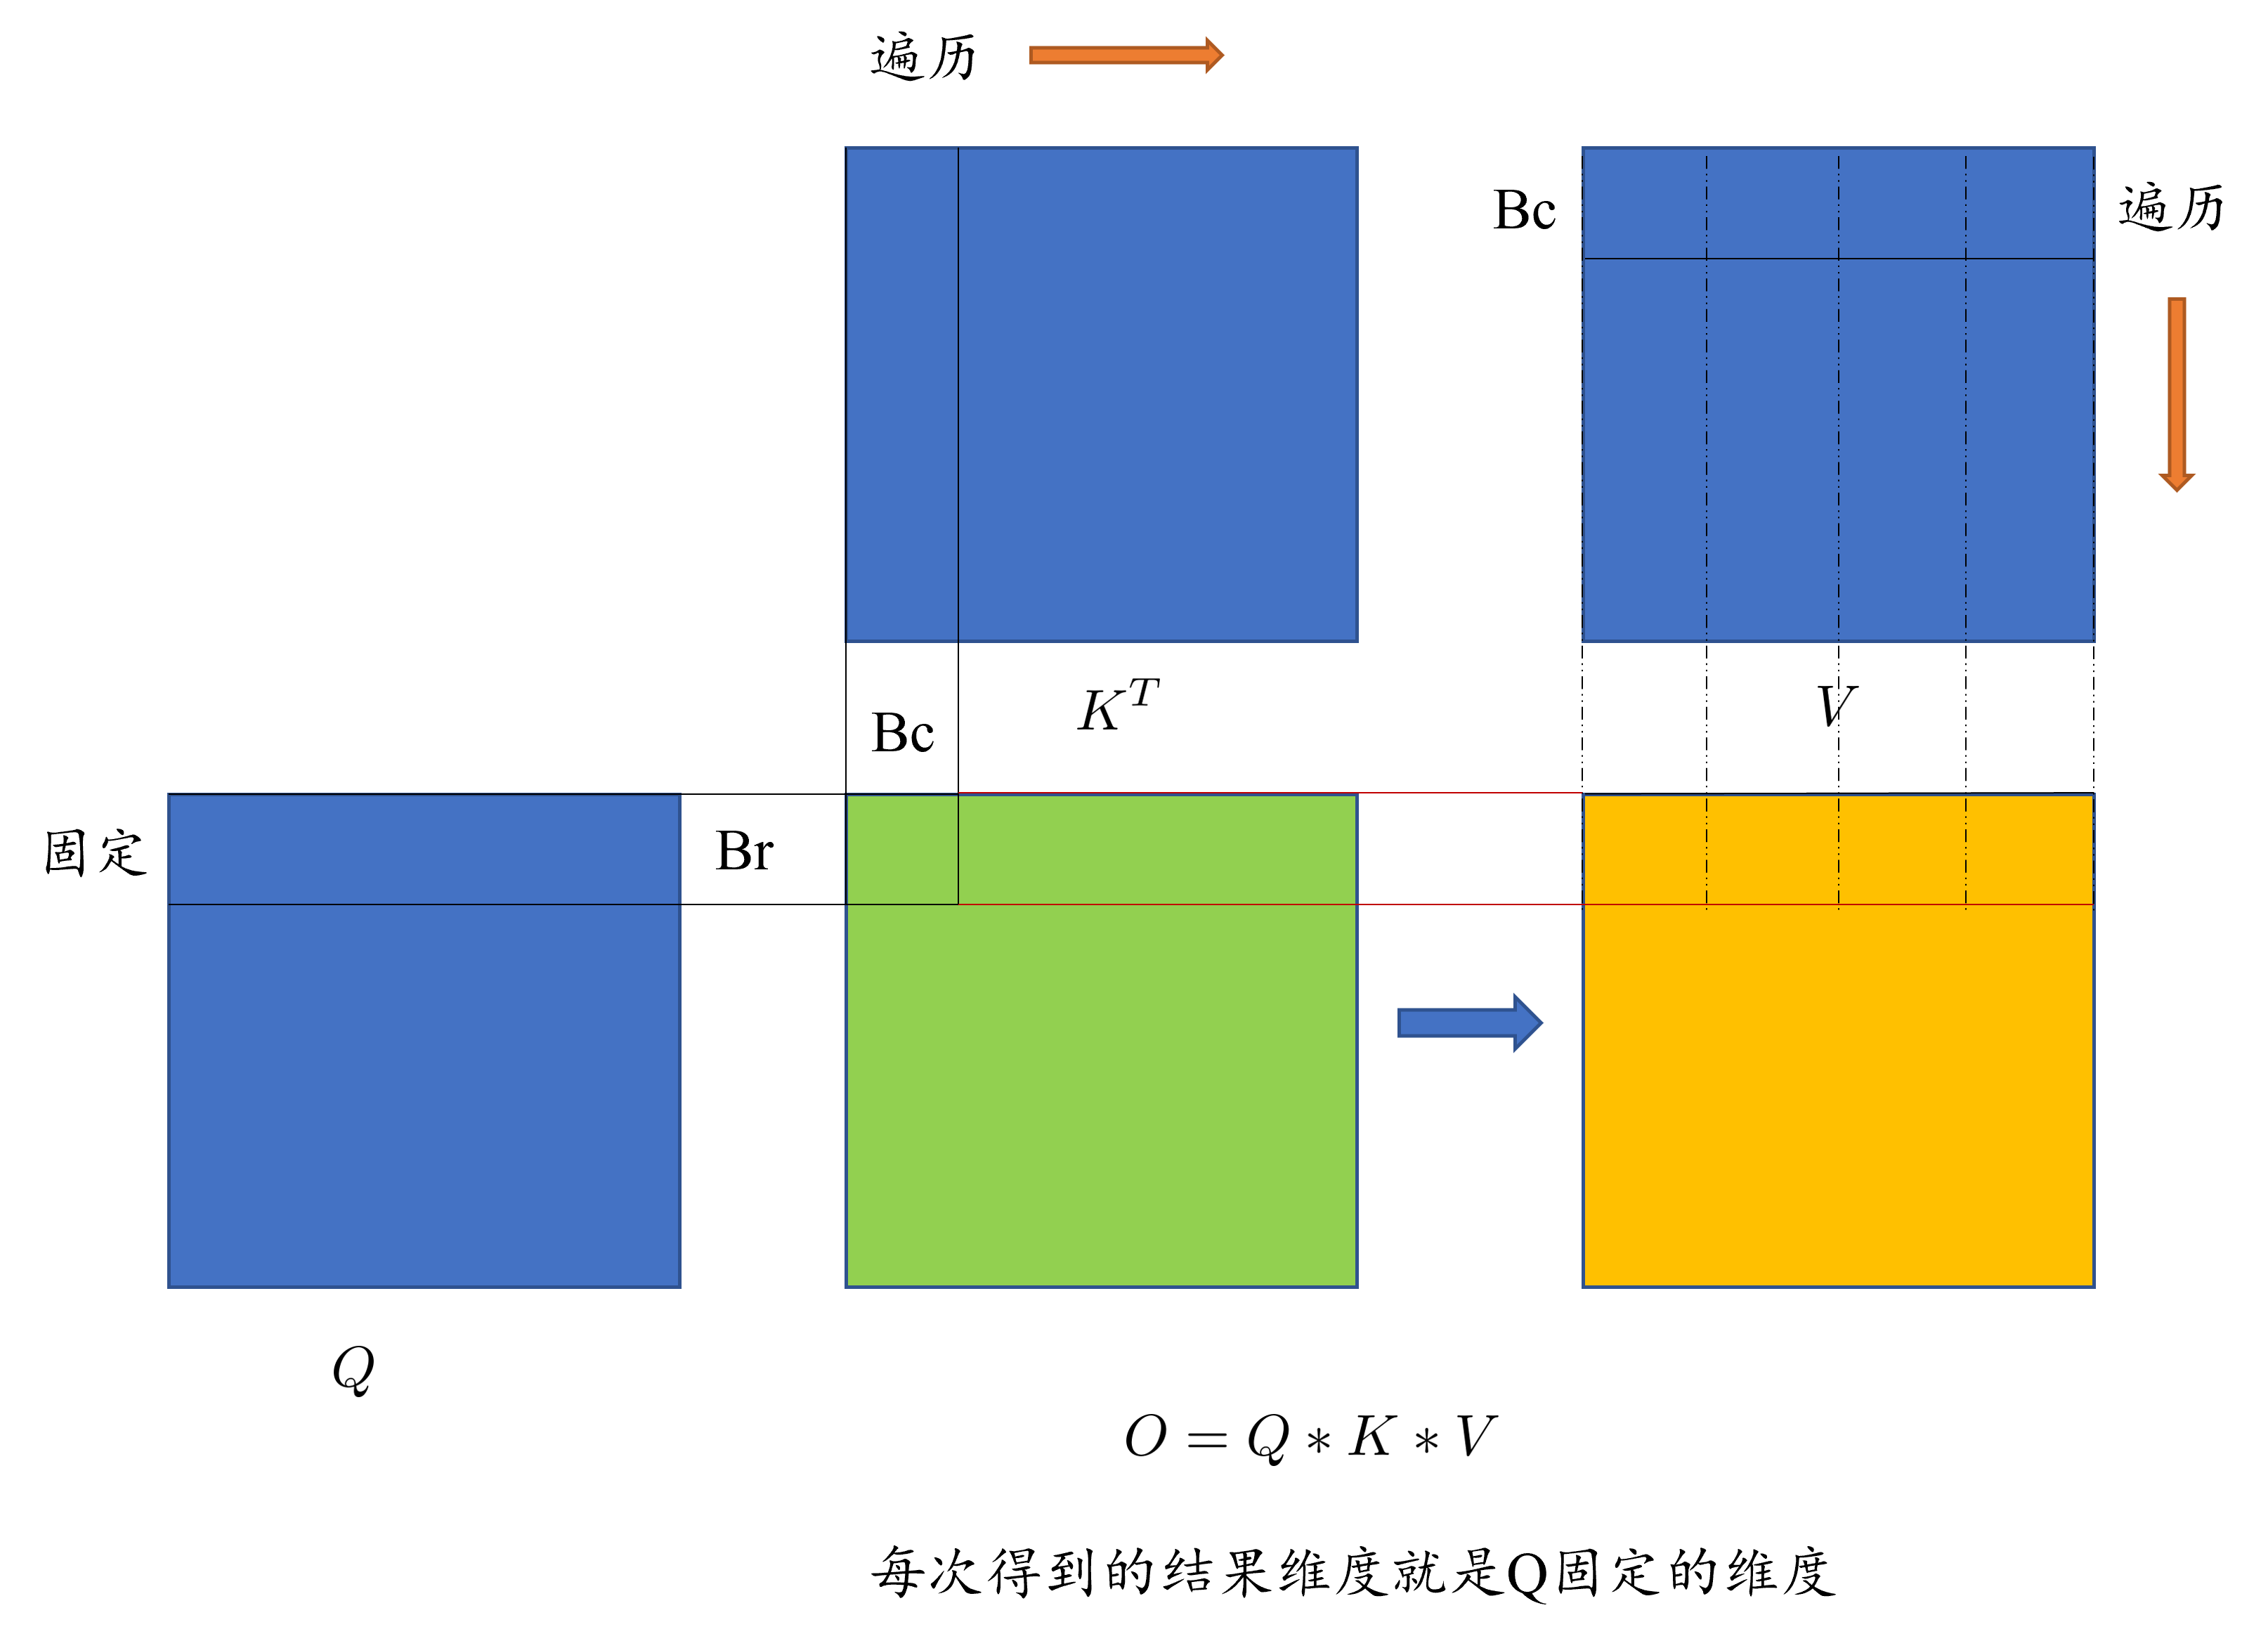 遍历
Bc
遍历
K^T
V
Bc
固定
Br
Q
O = Q * K * V
每次得到的结果维度就是Q固定的维度